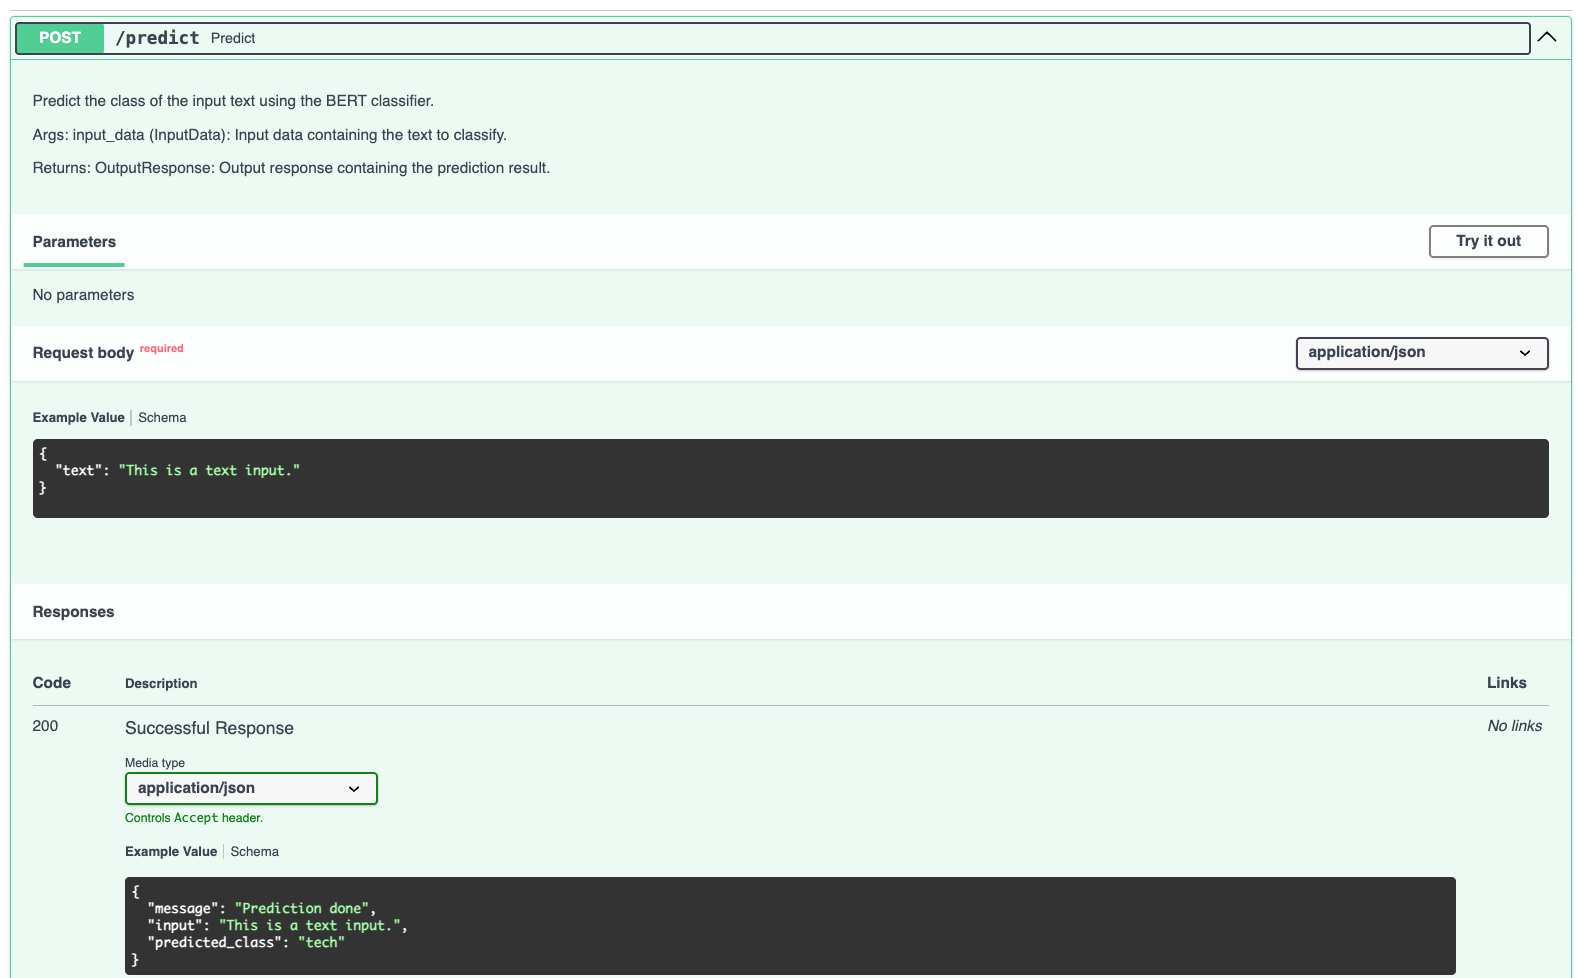 POST /predict Predict
Predict the class of the input text using the BERT classifier.
Args: input_data (InputData): Input data containing the text to classify.
Returns: OutputResponse: Output response containing the prediction result.
Parameters
Try it out
No parameters
Request body required
application/json
Example Value | Schema
{
  "text": "This is a text input."
}
Responses
Code Description Links
200 Successful Response No links
Media type
application/json
Controls Accept header.
Example Value | Schema
{
  "message": "Prediction done",
  "input": "This is a text input.",
  "predicted_class": "tech"
}